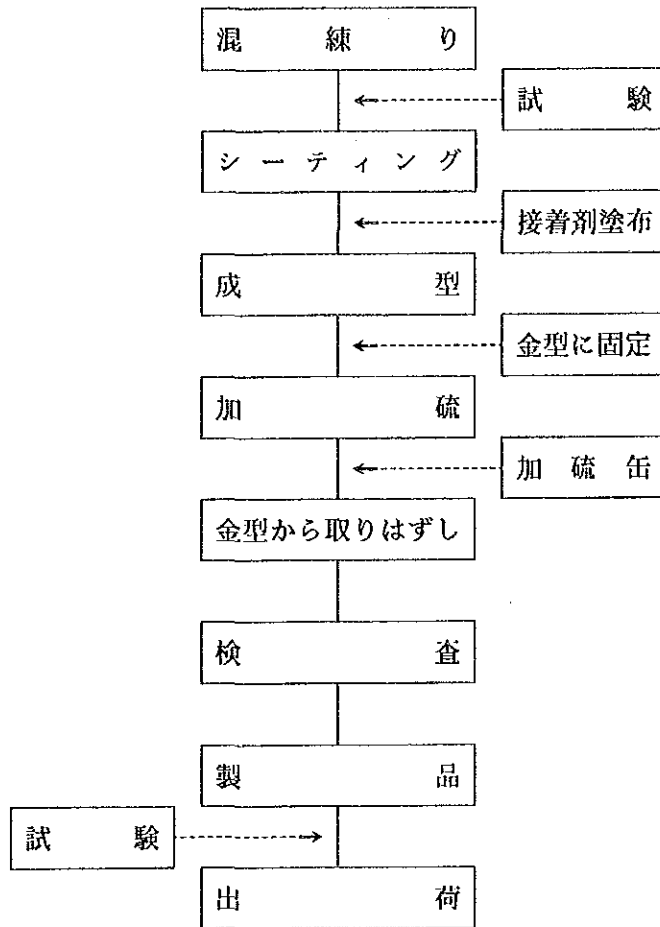 混練り
試験
シーティング
接着剤塗布
成型
金型に固定
加硫
加硫缶
金型から取りはずし
検査
製品
試験
出荷